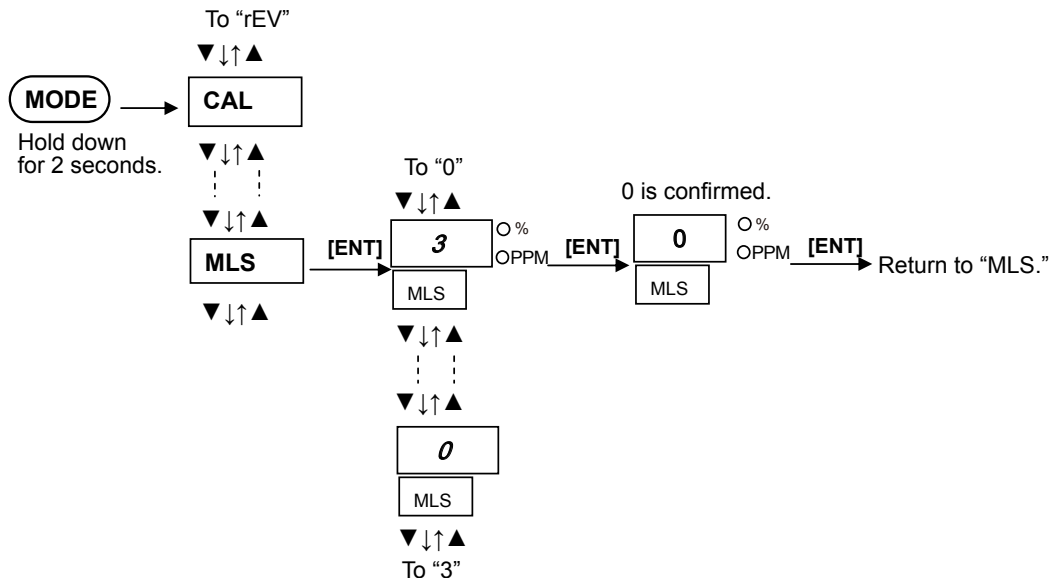 To “rEV”
▼↓↑▲
MODE
CAL
Hold down
for 2 seconds.
▼↓↑▲
▼↓↑▲
MLS
▼↓↑▲
[ENT]
To “0”
▼↓↑▲
3
○%
○PPM
MLS
▼↓↑▲
▼↓↑▲
0
MLS
▼↓↑▲
To “3”
[ENT]
0 is confirmed.
0
○%
○PPM
MLS
[ENT]
Return to “MLS.”